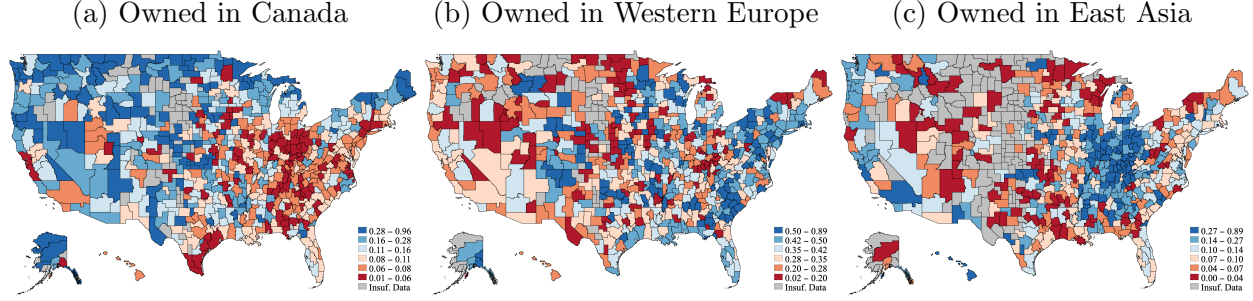 (a) Owned in Canada
(b) Owned in Western Europe
(c) Owned in East Asia
0.28 – 0.96
0.16 – 0.28
0.11 – 0.16
0.08 – 0.11
0.06 – 0.08
0.01 – 0.06
Insuf. Data
0.50 – 0.89
0.42 – 0.50
0.35 – 0.42
0.28 – 0.35
0.20 – 0.28
0.02 – 0.20
Insuf. Data
0.27 – 0.89
0.14 – 0.27
0.10 – 0.14
0.07 – 0.10
0.04 – 0.07
0.00 – 0.04
Insuf. Data